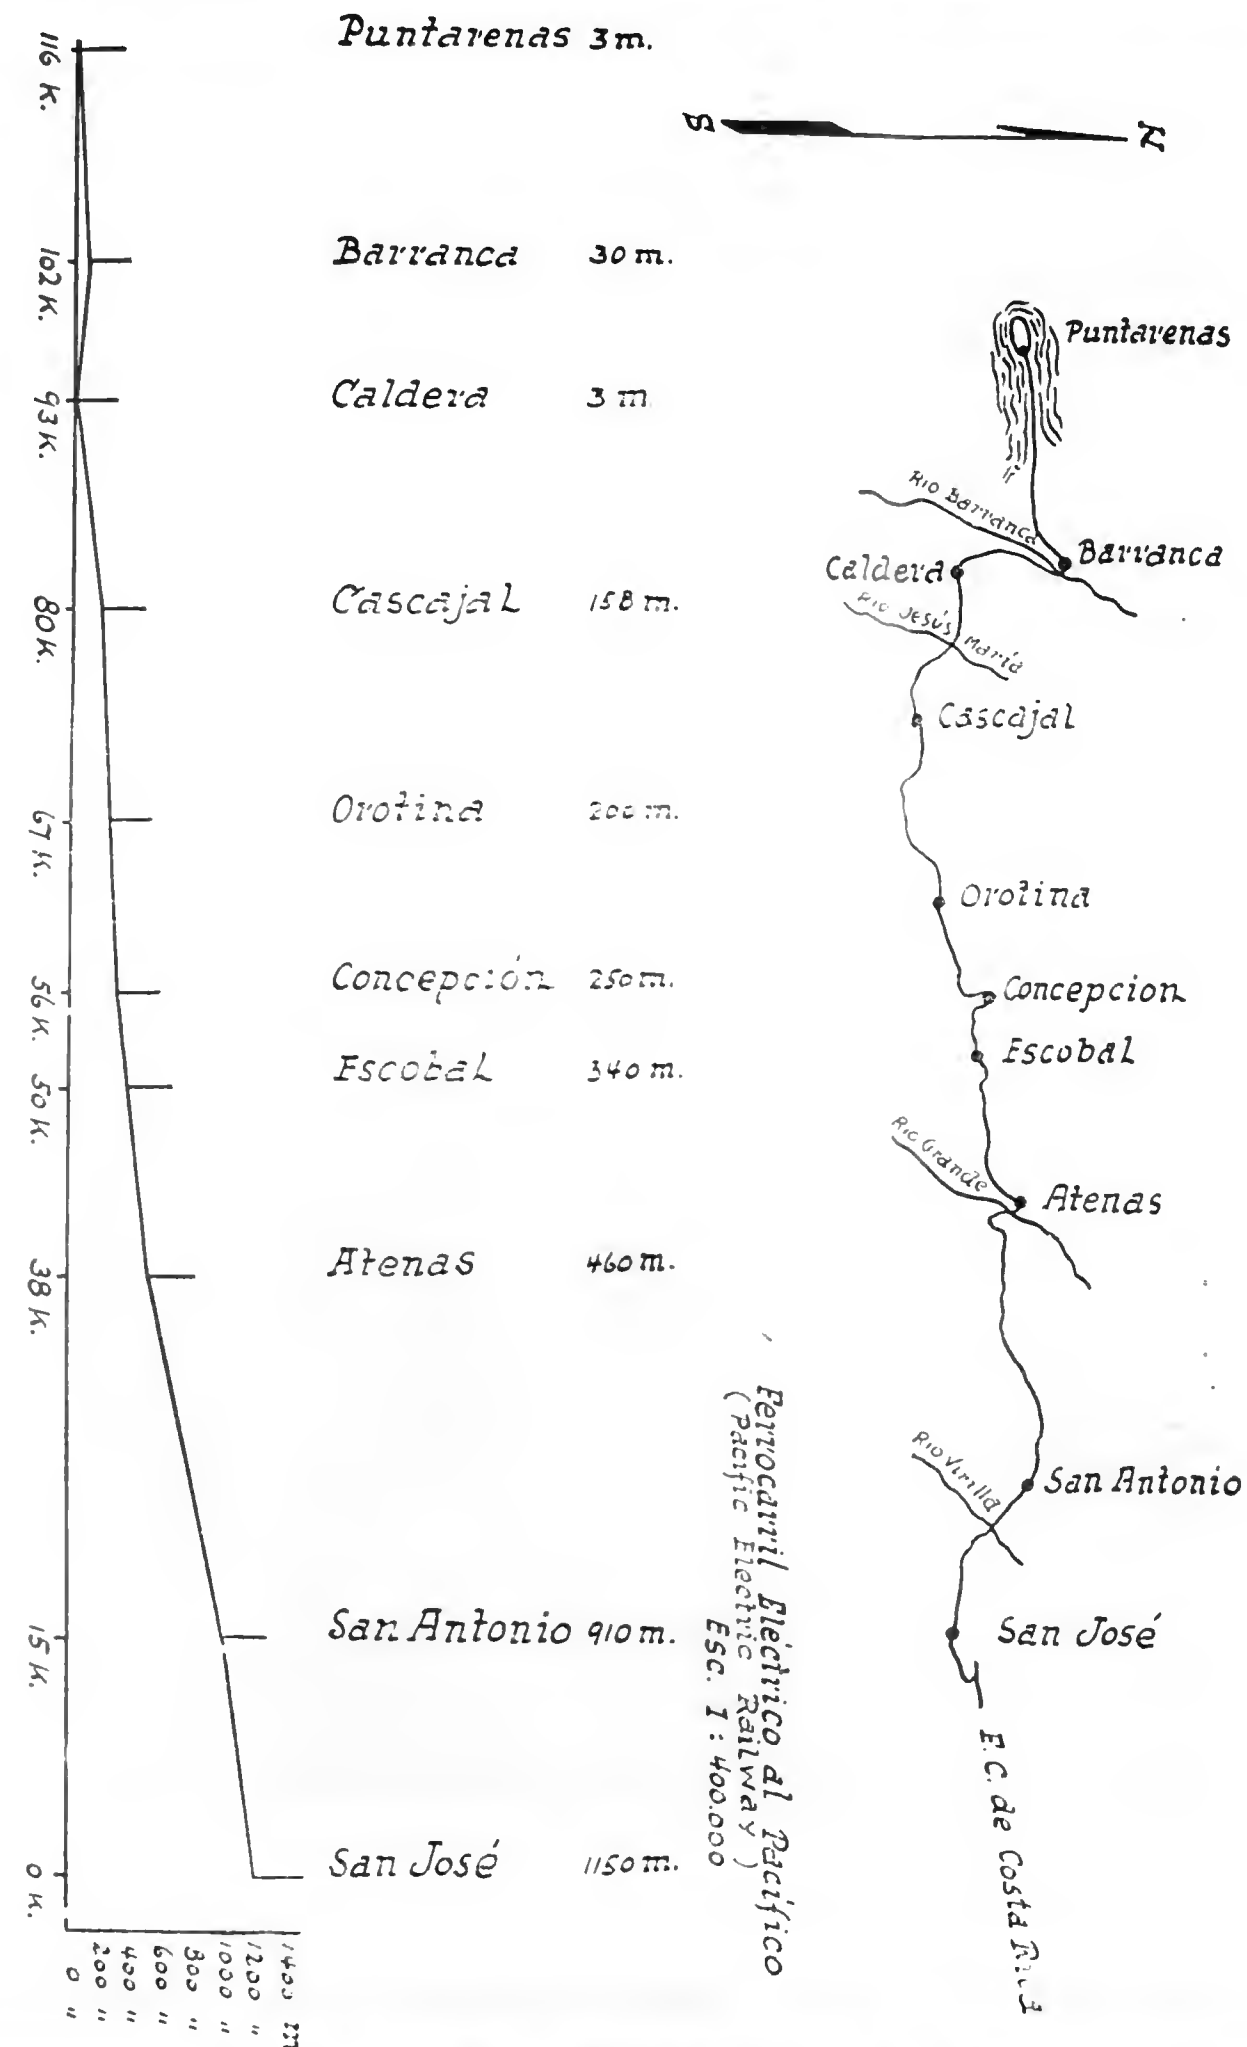 Puntarenas 3 m.
Barranca 30 m.
Caldera 3 m
Cascajal 158 m.
Orotina 200 m.
Concepción 250 m.
Escobal 340 m.
Atenas 460 m.
San Antonio 910 m.
San José 1150 m.
116 K.
102 K.
93 K.
80 K.
67 K.
56 K.
50 K.
38 K.
15 K.
0 K.
1400 m
1200 "
1000 "
800 "
600 "
400 "
200 "
0 "
S N
Puntarenas
Rio Barranca
Barranca
Caldera
Rio Jesús María
Cascajal
Orotina
Concepcion
Escobal
Rio Grande
Atenas
San Antonio
Rio Virilla
San José
F.C. de Costa Rica
Ferrocarril Eléctrico al Pacífico
(Pacific Electric Railway)
Esc. 1:400.000